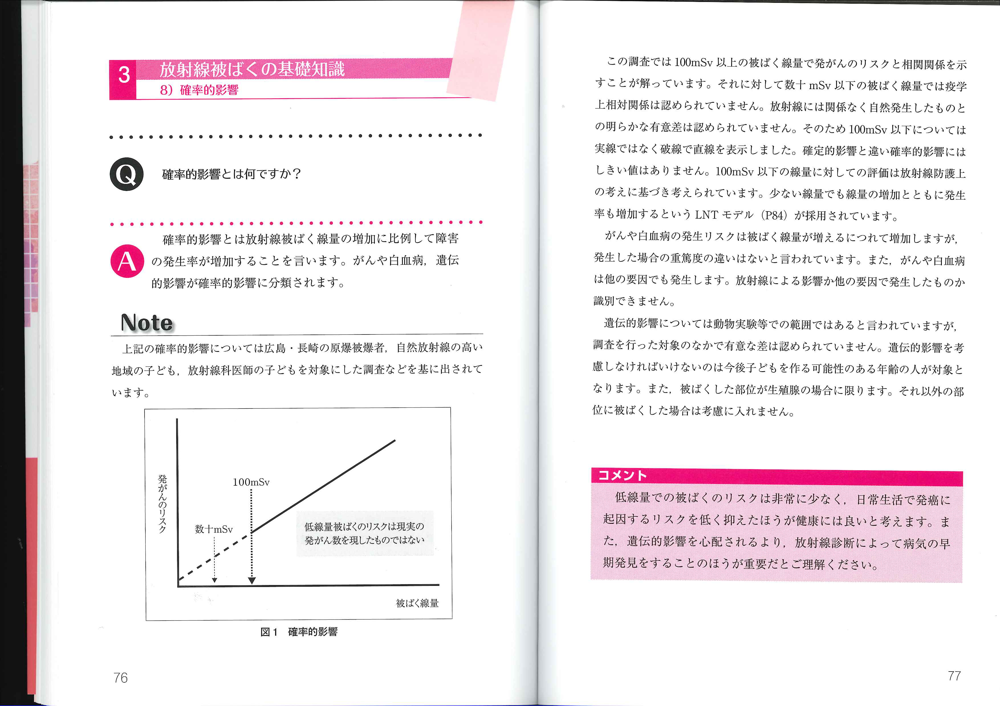 3
放射線被ばくの基礎知識
8）確率的影響
Q
確率的影響とは何ですか？
A
確率的影響とは放射線被ばく線量の増加に比例して障害
の発生率が増加することを言います。がんや白血病，遺伝
的影響が確率的影響に分類されます。
Note
上記の確率的影響については広島・長崎の原爆被爆者，自然放射線の高い
地域の子ども，放射線科医師の子どもを対象にした調査などを基に出されて
います。
発がんのリスク
100mSv
数十mSv
低線量被ばくのリスクは現実の
発がん数を現したものではない
被ばく線量
図1　確率的影響
76
この調査では 100mSv 以上の被ばく線量で発がんのリスクと相関関係を示
すことが解っています。それに対して数十 mSv 以下の被ばく線量では疫学
上相対関係は認められていません。放射線には関係なく自然発生したものと
の明らかな有意差は認められていません。そのため 100mSv 以下については
実線ではなく破線で直線を表示しました。確定的影響と違い確率的影響には
しきい値はありません。100mSv 以下の線量に対しての評価は放射線防護上
の考えに基づき考えられています。少ない線量でも線量の増加とともに発生
率も増加するという LNT モデル（P84）が採用されています。
がんや白血病の発生リスクは被ばく線量が増えるにつれて増加しますが，
発生した場合の重篤度の違いはないと言われています。また，がんや白血病
は他の要因でも発生します。放射線による影響か他の要因で発生したものか
識別できません。
遺伝的影響については動物実験等での範囲ではあると言われていますが，
調査を行った対象のなかで有意な差は認められていません。遺伝的影響を考
慮しなければいけないのは今後子どもを作る可能性のある年齢の人が対象と
なります。また，被ばくした部位が生殖腺の場合に限ります。それ以外の部
位に被ばくした場合は考慮に入れません。
コメント
低線量での被ばくのリスクは非常に少なく，日常生活で発癌に
起因するリスクを低く抑えたほうが健康には良いと考えます。ま
た，遺伝的影響を心配されるより，放射線診断によって病気の早
期発見をすることのほうが重要だとご理解ください。
77